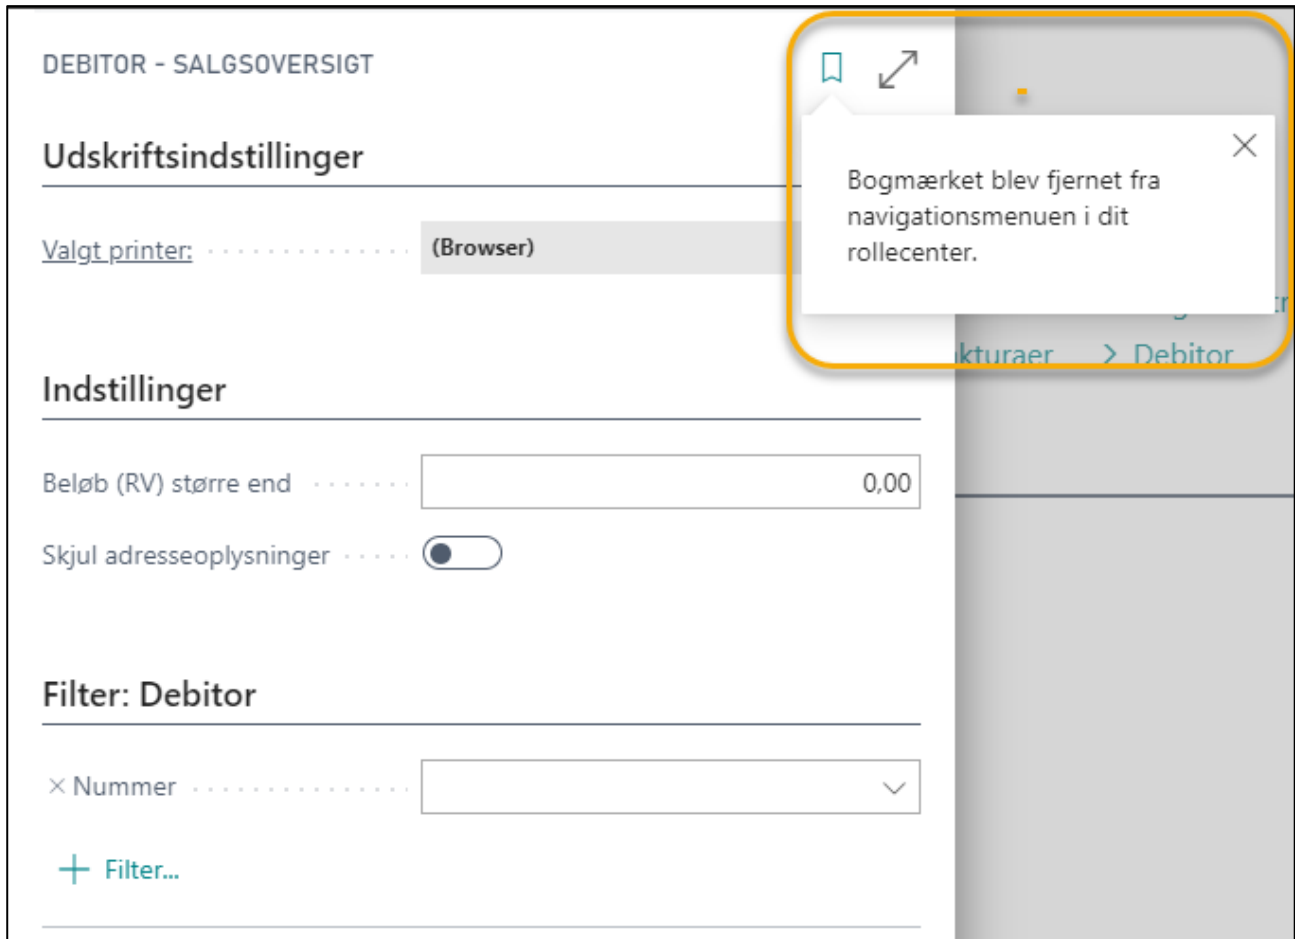 DEBITOR - SALGSOVERSIGT
Udskriftsindstillinger
Valgt printer:
(Browser)
Bogmærket blev fjernet fra
navigationsmenuen i dit
rollecenter.
> Debitor
Indstillinger
Beløb (RV) større end
0,00
Skjul adresseoplysninger
Filter: Debitor
× Nummer
+ Filter...